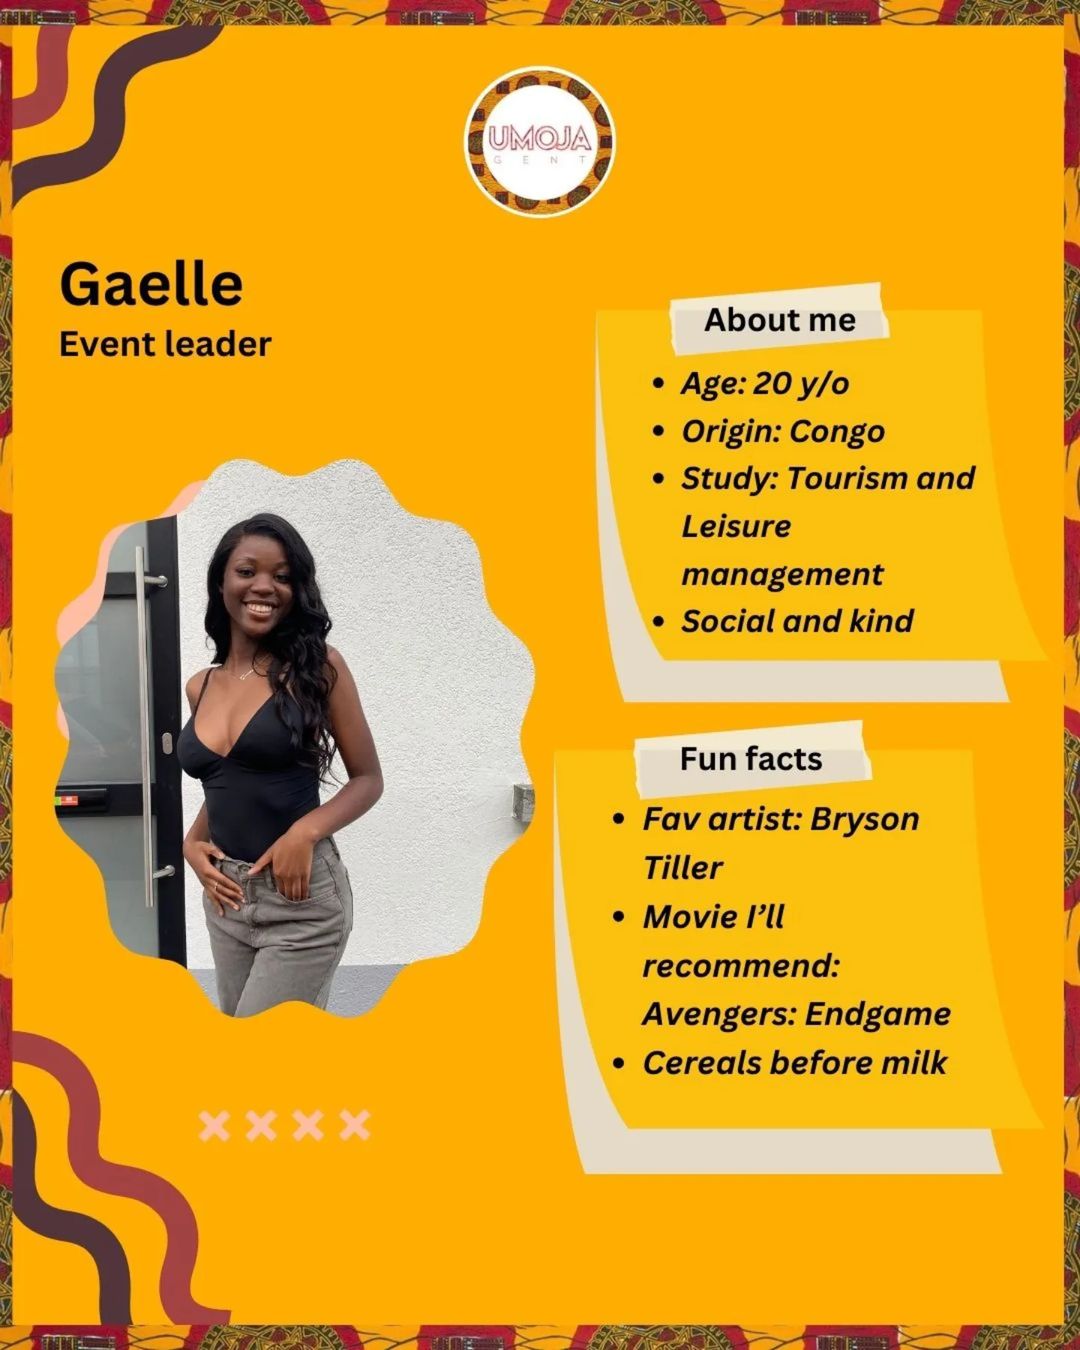 UMOJA
GENT
Gaelle
Event leader
About me
Age: 20 y/o
Origin: Congo
Study: Tourism and
Leisure
management
Social and kind
Fun facts
Fav artist: Bryson
Tiller
Movie I’ll
recommend:
Avengers: Endgame
Cereals before milk